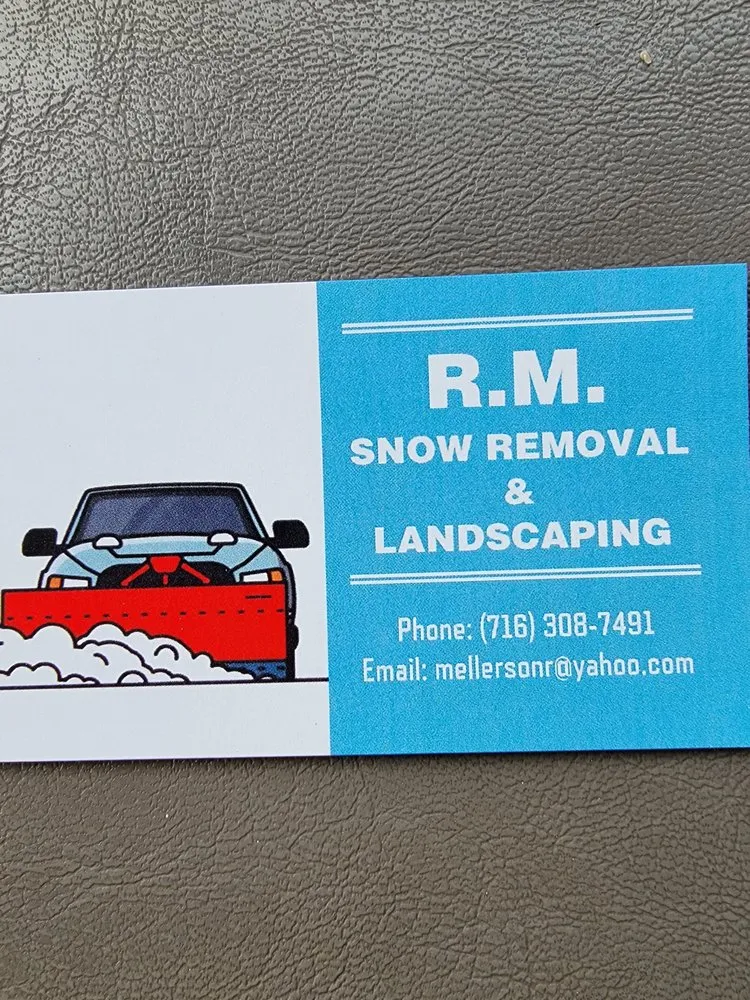 R.M.
SNOW REMOVAL
&
LANDSCAPING
Phone: (716) 308-7491
Email: mellersonr@yahoo.com